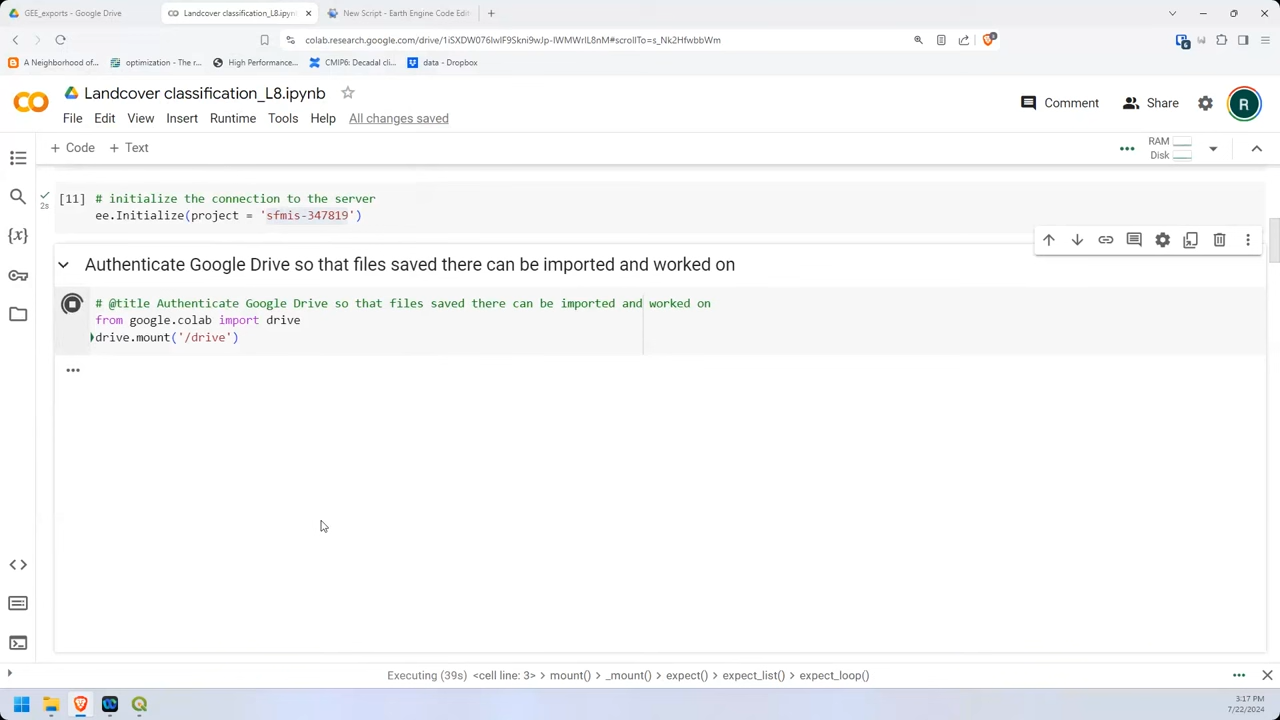 GEE_exports - Google Drive
Landcover classification_L8.ipynb
New Script - Earth Engine Code Edit
colab.research.google.com/drive/1iSXDW076IwIF9Skni9wJp-IWMWrlL8nM#scrollTo=s_Nk2HfwbbWm
A Neighborhood of...
optimization - The r...
High Performance...
CMIP6: Decadal cli...
data - Dropbox
Landcover classification_L8.ipynb
Comment
Share
R
File Edit View Insert Runtime Tools Help All changes saved
+ Code + Text
RAM
Disk
[11] # initialize the connection to the server
2s
ee.Initialize(project = 'sfmis-347819')
Authenticate Google Drive so that files saved there can be imported and worked on
# @title Authenticate Google Drive so that files saved there can be imported and worked on
from google.colab import drive
drive.mount('/drive')
Executing (39s) <cell line: 3> > mount() > _mount() > expect() > expect_list() > expect_loop()
3:17 PM
7/22/2024